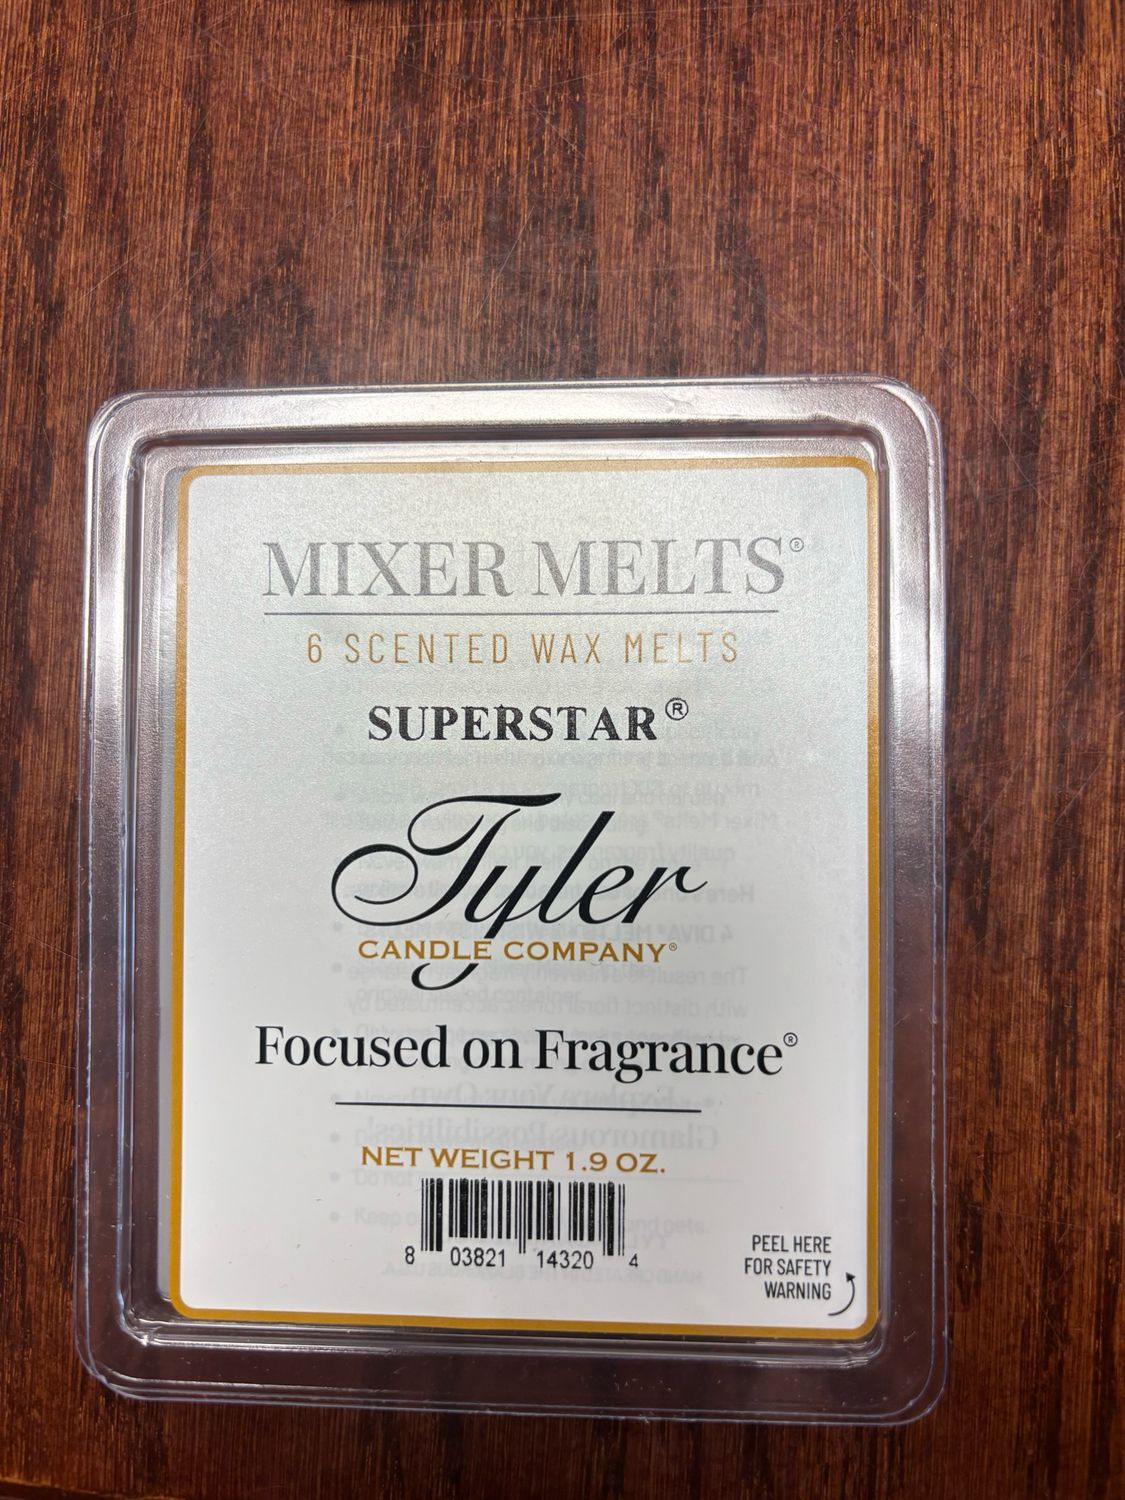 MIXER MELTS®
6 SCENTED WAX MELTS
SUPERSTAR®
Tyler
CANDLE COMPANY®
Focused on Fragrance®
NET WEIGHT 1.9 OZ.
8 03821 14320 4
PEEL HERE
FOR SAFETY
WARNING